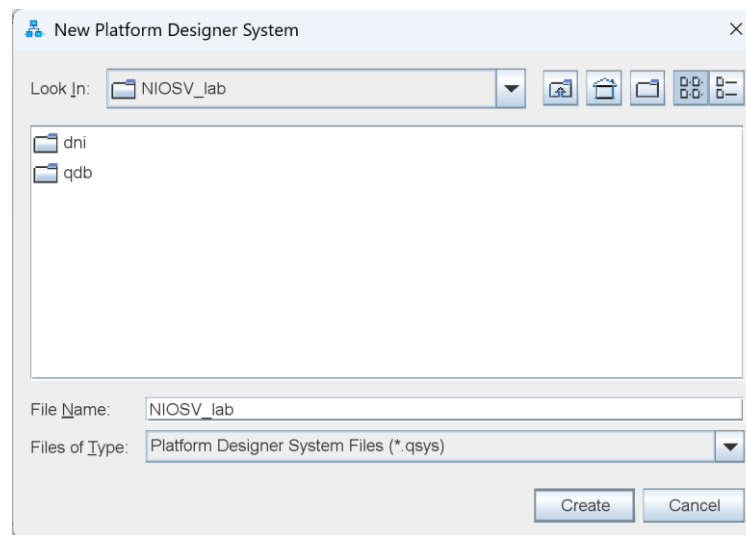 New Platform Designer System
Look In: NIOSV_lab
dni
qdb
File Name: NIOSV_lab
Files of Type: Platform Designer System Files (*.qsys)
Create Cancel